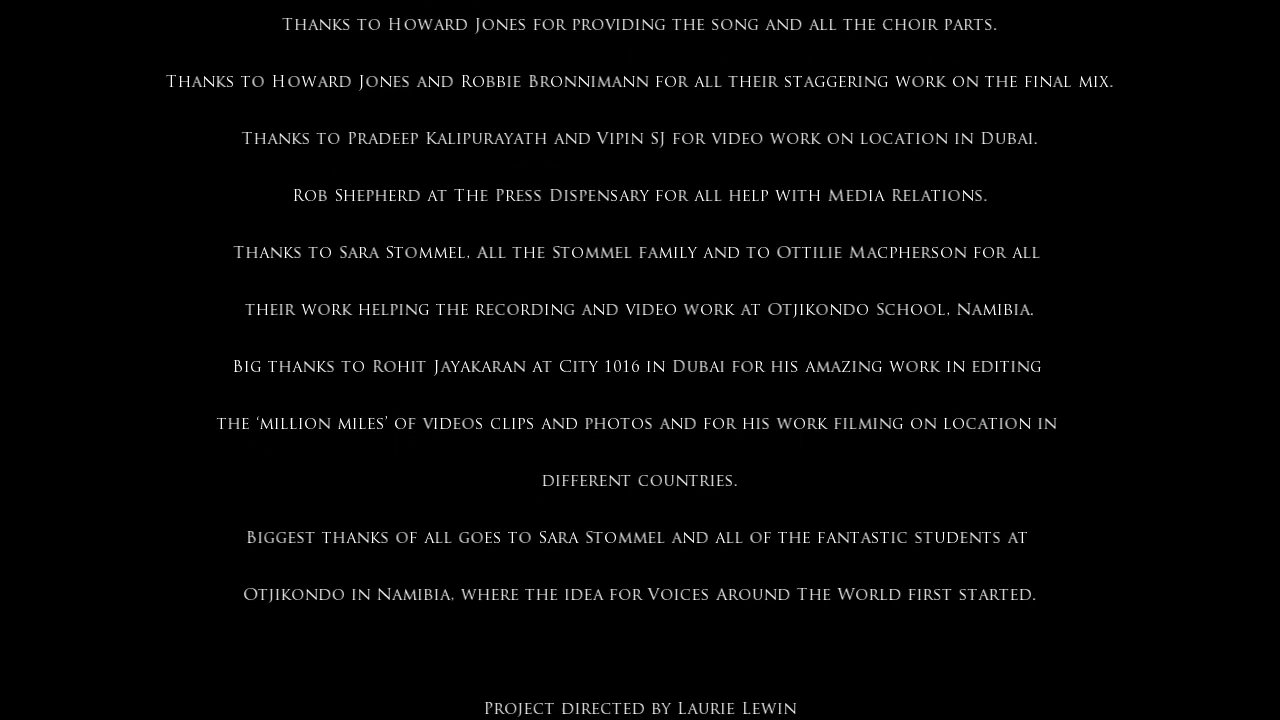 Thanks to Howard Jones for providing the song and all the choir parts.
Thanks to Howard Jones and Robbie Bronnimann for all their staggering work on the final mix.
Thanks to Pradeep Kalipurayath and Vipin SJ for video work on location in Dubai.
Rob Shepherd at The Press Dispensary for all help with Media Relations.
Thanks to Sara Stommel, All the Stommel family and to Ottilie Macpherson for all
their work helping the recording and video work at Otjikondo School, Namibia.
Big thanks to Rohit Jayakaran at City 1016 in Dubai for his amazing work in editing
the ‘million miles’ of videos clips and photos and for his work filming on location in
different countries.
Biggest thanks of all goes to Sara Stommel and all of the fantastic students at
Otjikondo in Namibia, where the idea for Voices Around The World first started.
Project directed by Laurie Lewin